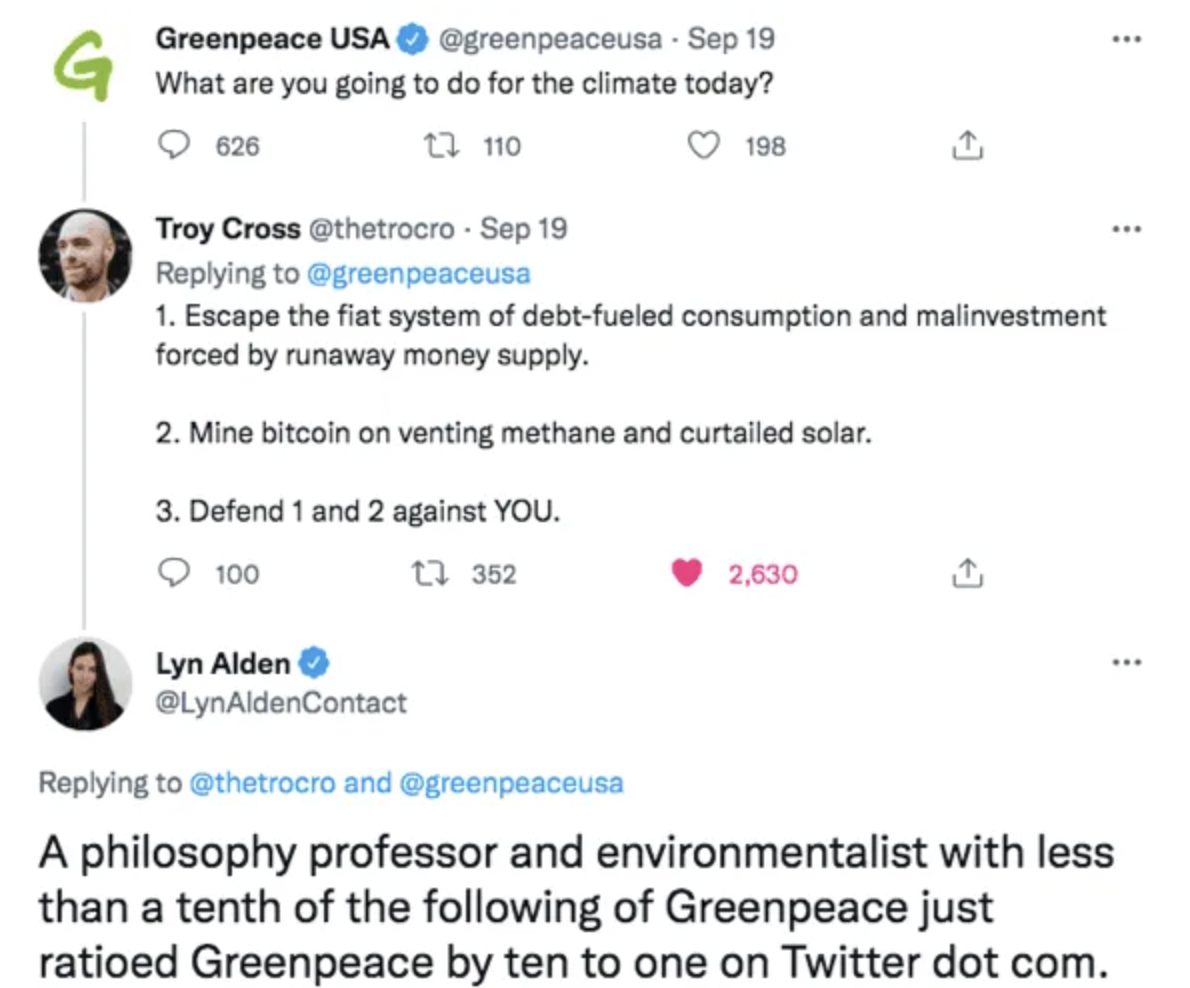 Greenpeace USA @greenpeaceusa · Sep 19
What are you going to do for the climate today?
626 110 198
Troy Cross @thetrocro · Sep 19
Replying to @greenpeaceusa
1. Escape the fiat system of debt-fueled consumption and malinvestment
forced by runaway money supply.
2. Mine bitcoin on venting methane and curtailed solar.
3. Defend 1 and 2 against YOU.
100 352 2,630
Lyn Alden
@LynAldenContact
Replying to @thetrocro and @greenpeaceusa
A philosophy professor and environmentalist with less
than a tenth of the following of Greenpeace just
ratioed Greenpeace by ten to one on Twitter dot com.